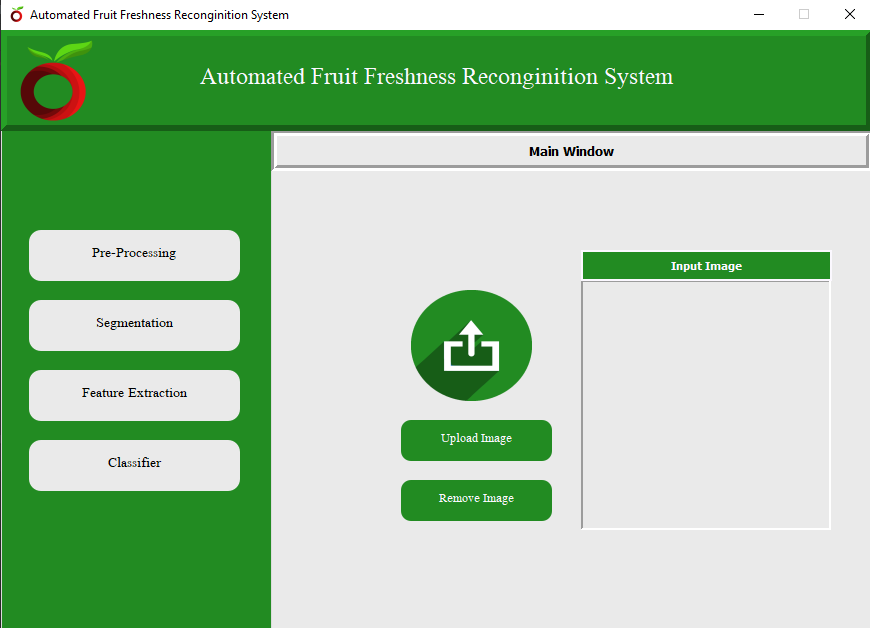 Automated Fruit Freshness Reconginition System
Automated Fruit Freshness Reconginition System
Main Window
Pre-Processing
Segmentation
Feature Extraction
Classifier
Input Image
Upload Image
Remove Image